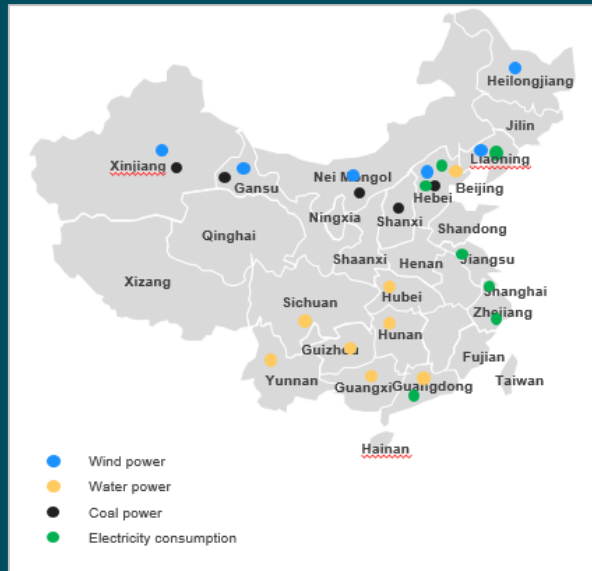 Heilongjiang
Jilin
Liaoning
Xinjiang
Gansu
Nei Mongol
Beijing
Hebei
Ningxia
Shanxi
Shandong
Qinghai
Shaanxi
Henan
Jiangsu
Xizang
Sichuan
Hubei
Shanghai
Zhejiang
Hunan
Guizhou
Fujian
Yunnan
Guangxi
Guangdong
Taiwan
Hainan
Wind power
Water power
Coal power
Electricity consumption